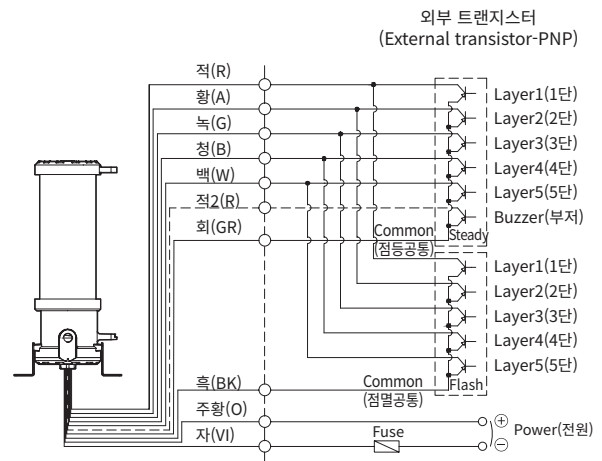 외부 트랜지스터
(External transistor-PNP)
적(R)
황(A)
녹(G)
청(B)
백(W)
적2(R)
회(GR)
Layer1(1단)
Layer2(2단)
Layer3(3단)
Layer4(4단)
Layer5(5단)
Buzzer(부저)
Common
(점등공통)
Steady
Layer1(1단)
Layer2(2단)
Layer3(3단)
Layer4(4단)
Layer5(5단)
흑(BK)
Common
(점멸공통)
Flash
주황(O)
자(VI)
Fuse
Power(전원)